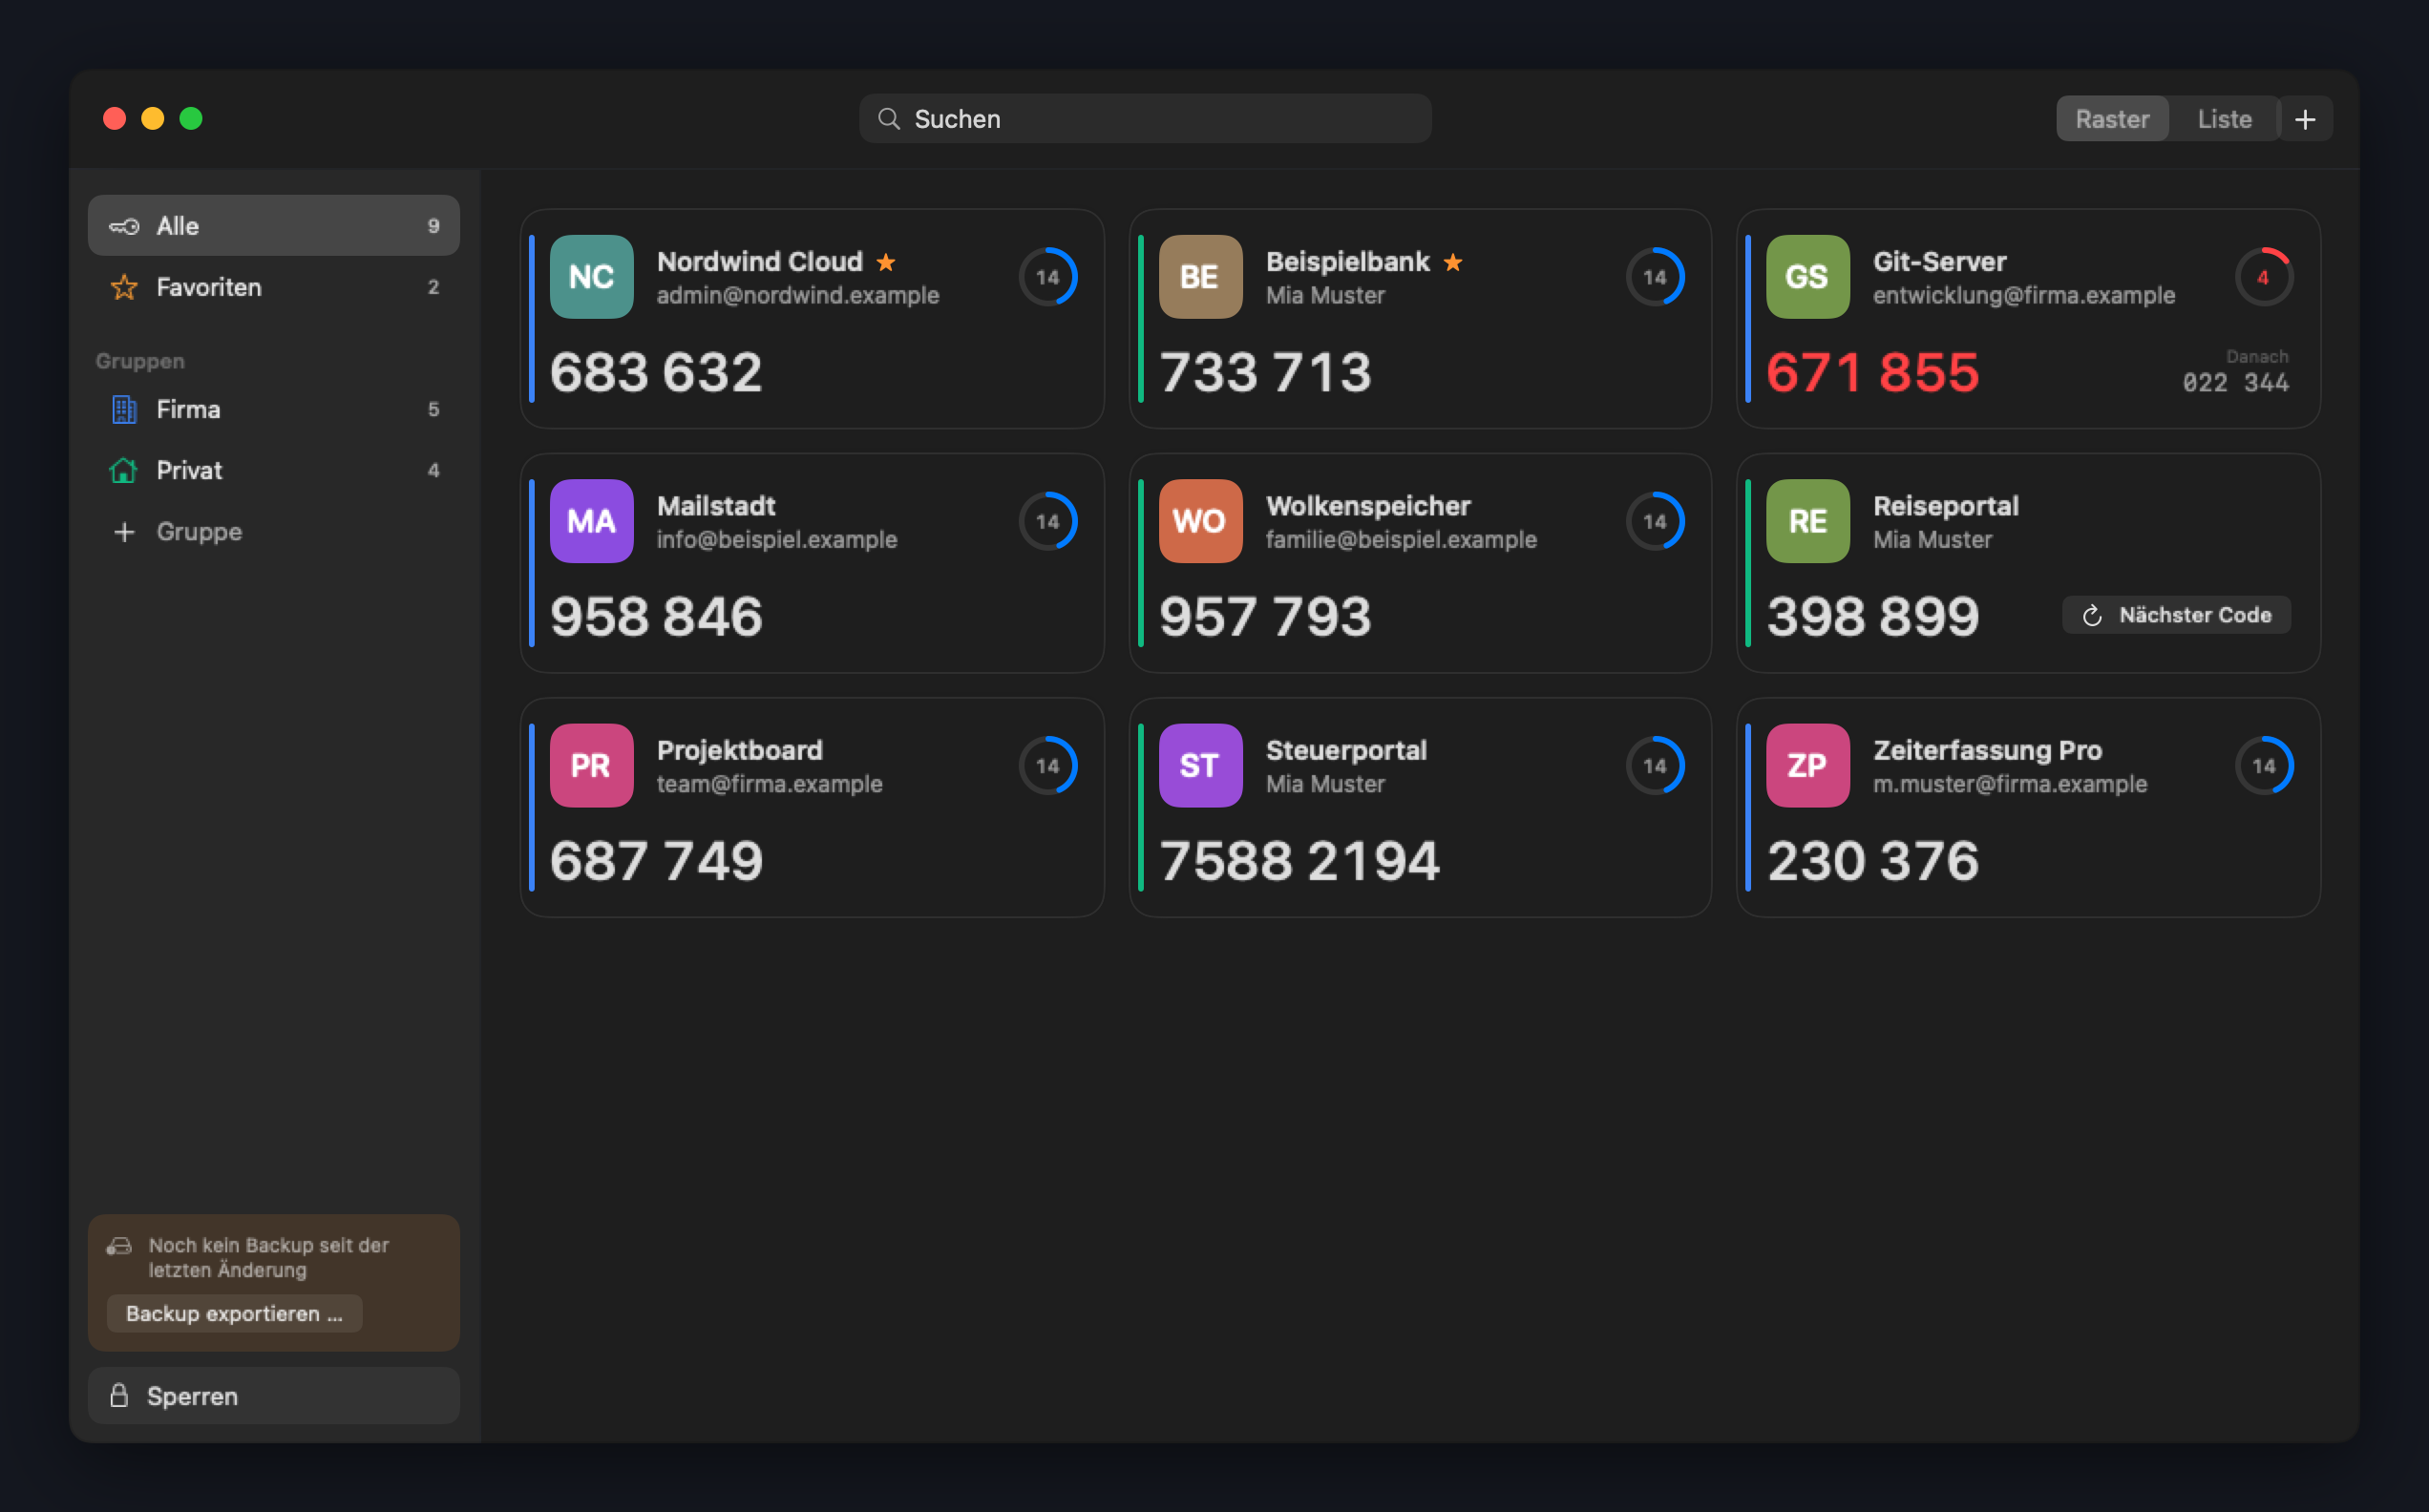 Suchen
Raster
Liste
Alle
9
Favoriten
2
Gruppen
Firma
5
Privat
4
Gruppe
Noch kein Backup seit der
letzten Änderung
Backup exportieren ...
Sperren
NC
Nordwind Cloud
admin@nordwind.example
14
683 632
BE
Beispielbank
Mia Muster
14
733 713
GS
Git-Server
entwicklung@firma.example
4
671 855
Danach
022 344
MA
Mailstadt
info@beispiel.example
14
958 846
WO
Wolkenspeicher
familie@beispiel.example
14
957 793
RE
Reiseportal
Mia Muster
398 899
Nächster Code
PR
Projektboard
team@firma.example
14
687 749
ST
Steuerportal
Mia Muster
14
7588 2194
ZP
Zeiterfassung Pro
m.muster@firma.example
14
230 376